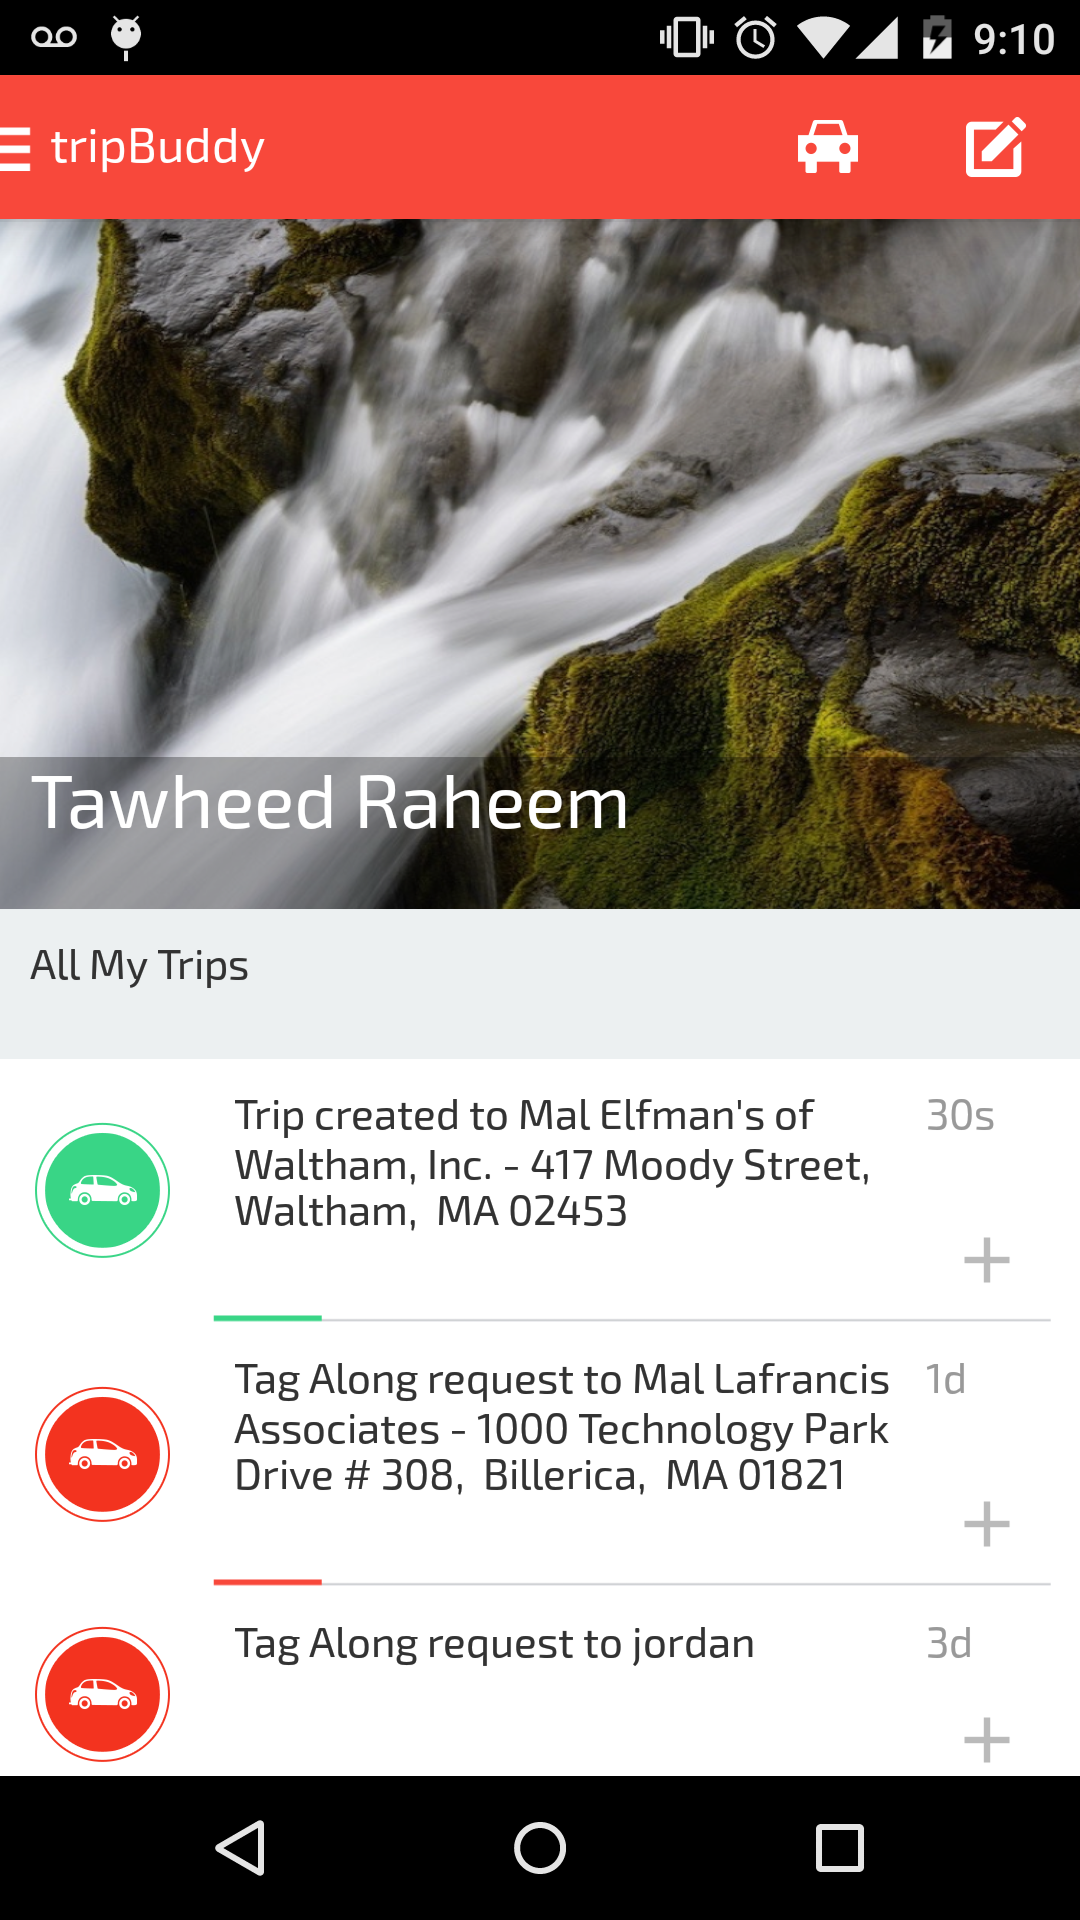 9:10
tripBuddy
Tawheed Raheem
All My Trips
Trip created to Mal Elfman's of 30s
Waltham, Inc. - 417 Moody Street,
Waltham, MA 02453
Tag Along request to Mal Lafrancis 1d
Associates - 1000 Technology Park
Drive # 308, Billerica, MA 01821
Tag Along request to jordan 3d